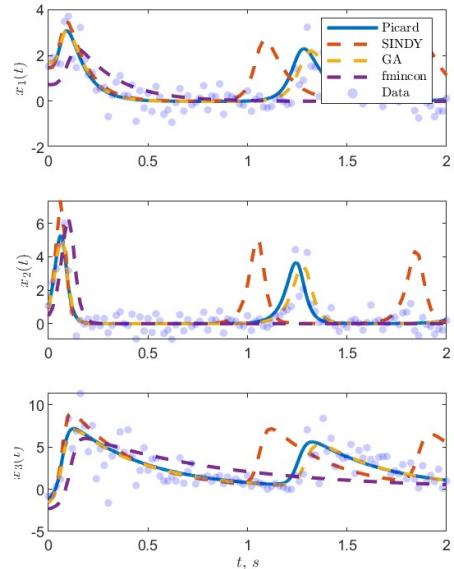 4
2
0
-2
x₁(t)
Picard
SINDY
GA
fmincon
Data
0 0.5 1 1.5 2
6
4
2
0
x₂(t)
0 0.5 1 1.5 2
10
5
0
-5
x₃(t)
0 0.5 1 1.5 2
t, s